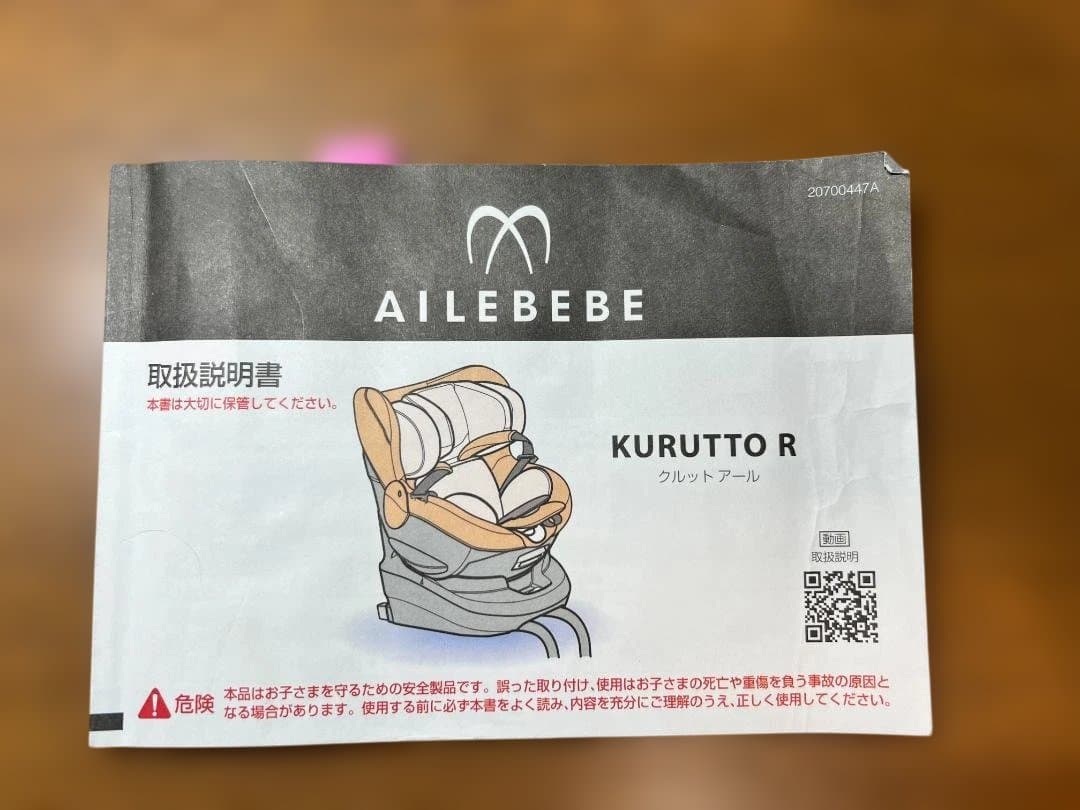 20700447A
AILEBEBE
取扱説明書
本書は大切に保管してください。
KURUTTO R
クルット アール
動画
取扱説明
危険
本品はお子さまを守るための安全製品です。誤った取り付け、使用はお子さまの死亡や重傷を負う事故の原因と
なる場合があります。使用する前に必ず本書をよく読み、内容を充分にご理解のうえ、正しく使用してください。